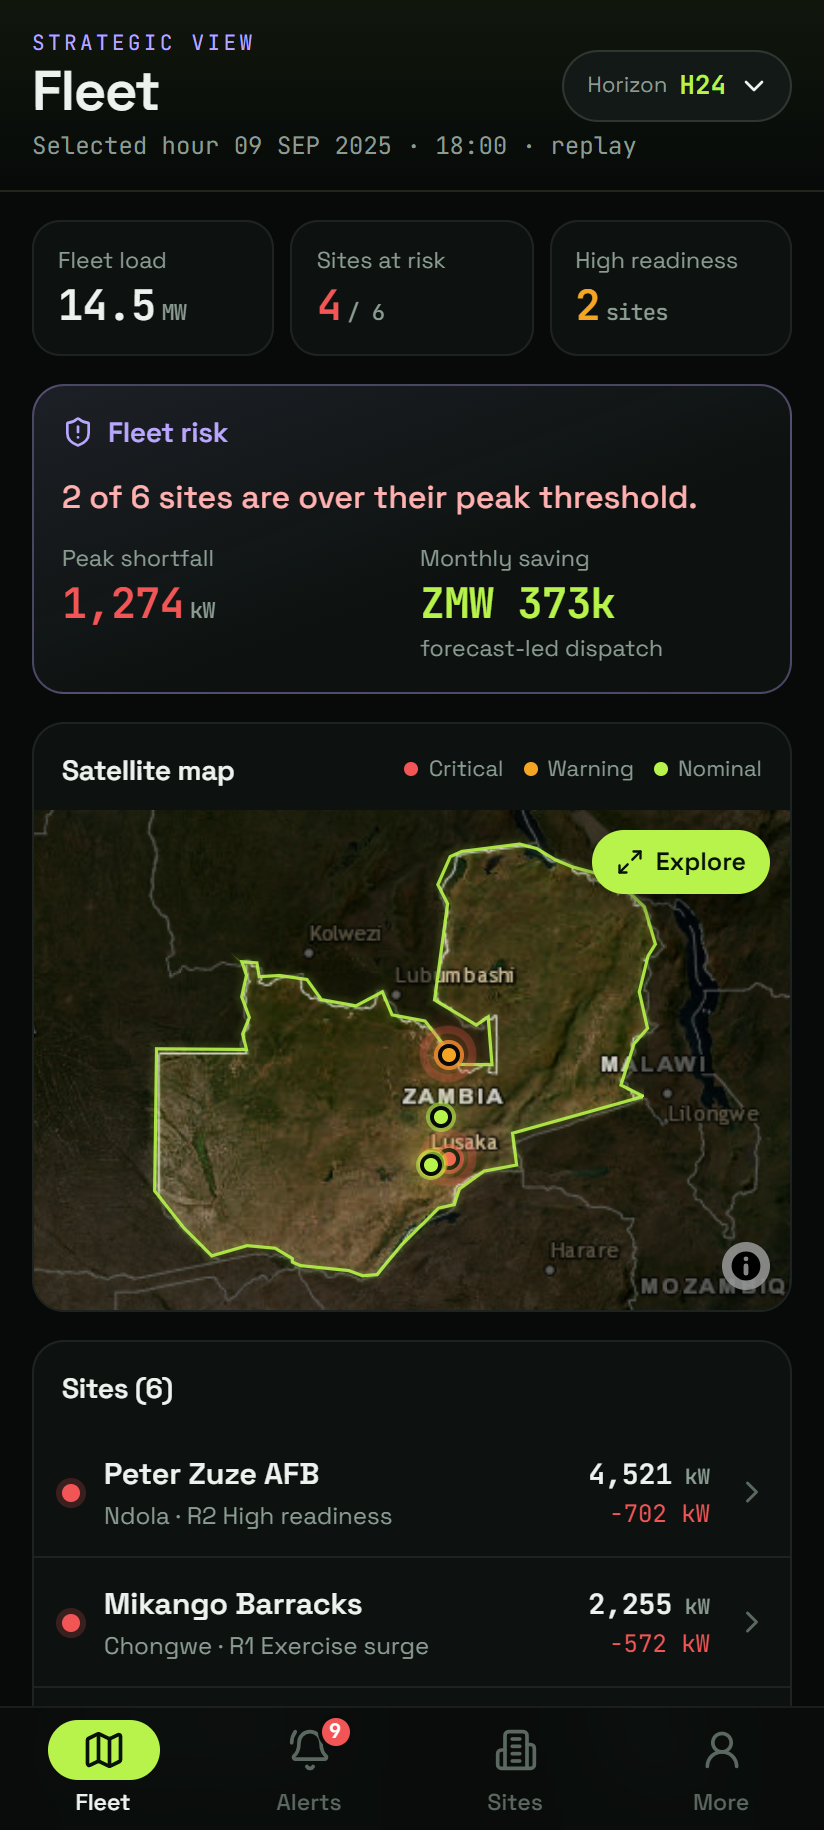 STRATEGIC VIEW
Fleet
Horizon H24
Selected hour 09 SEP 2025 · 18:00 · replay
Fleet load
14.5 MW
Sites at risk
4 / 6
High readiness
2 sites
Fleet risk
2 of 6 sites are over their peak threshold.
Peak shortfall
1,274 kW
Monthly saving
ZMW 373k
forecast-led dispatch
Satellite map
Critical
Warning
Nominal
Explore
Kolwezi
Lubumbashi
MALAWI
ZAMBIA
Lilongwe
Lusaka
Harare
MOZAMBIQ
Sites (6)
Peter Zuze AFB
4,521 kW
Ndola · R2 High readiness
-702 kW
Mikango Barracks
2,255 kW
Chongwe · R1 Exercise surge
-572 kW
9
Fleet
Alerts
Sites
More